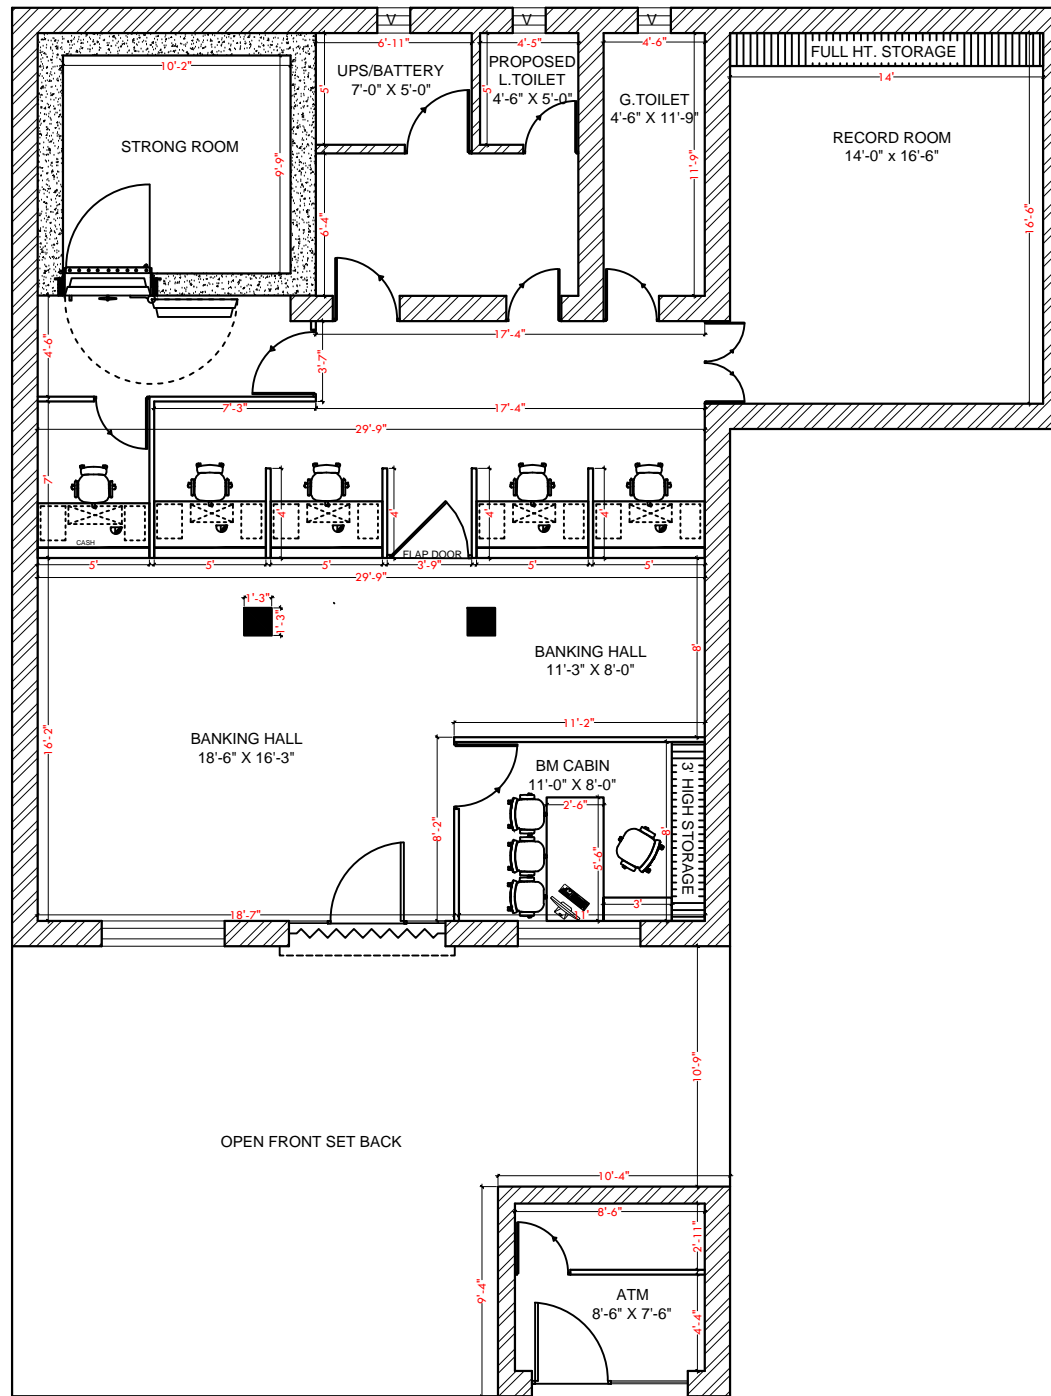 V
V
V
6'-11"
4'-5"
4'-6"
FULL HT. STORAGE
14'
10'-2"
UPS/BATTERY
7'-0" X 5'-0"
5'
PROPOSED
L.TOILET
4'-6" X 5'-0"
5'
G.TOILET
4'-6" X 11'-9"
11'-9"
RECORD ROOM
14'-0" x 16'-6"
16'-6"
STRONG ROOM
9'-9"
6'-4"
4'-6"
17'-4"
3'-7"
7'-3"
17'-4"
29'-9"
7'
4'
4'
4'
4'
CASH
FLAP DOOR
5'
5'
5'
3'-9"
5'
5'
29'-9"
1'-3"
1'-3"
BANKING HALL
11'-3" X 8'-0"
8'
16'-2"
11'-2"
BANKING HALL
18'-6" X 16'-3"
BM CABIN
11'-0" X 8'-0"
2'-6"
8'-2"
5'-6"
8'
3' HIGH STORAGE
3'
18'-7"
11'
10'-9"
OPEN FRONT SET BACK
10'-4"
8'-6"
2'-11"
9'-4"
ATM
8'-6" X 7'-6"
4'-4"